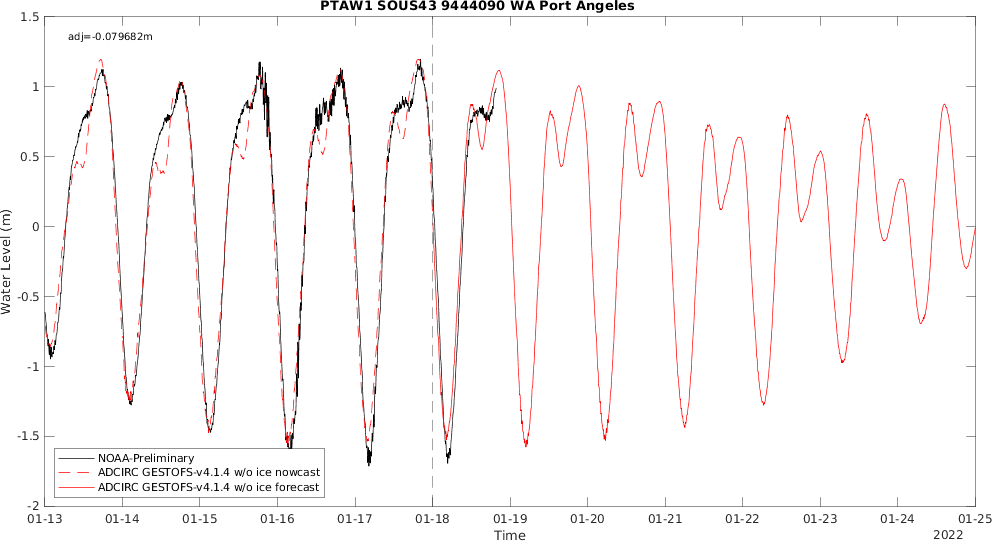 PTAW1 SOUS43 9444090 WA Port Angeles
adj=-0.079682m
1.5
1
0.5
0
-0.5
-1
-1.5
-2
Water Level (m)
NOAA-Preliminary
ADCIRC GESTOFS-v4.1.4 w/o ice nowcast
ADCIRC GESTOFS-v4.1.4 w/o ice forecast
01-13 01-14 01-15 01-16 01-17 01-18 01-19 01-20 01-21 01-22 01-23 01-24 01-25
Time
2022